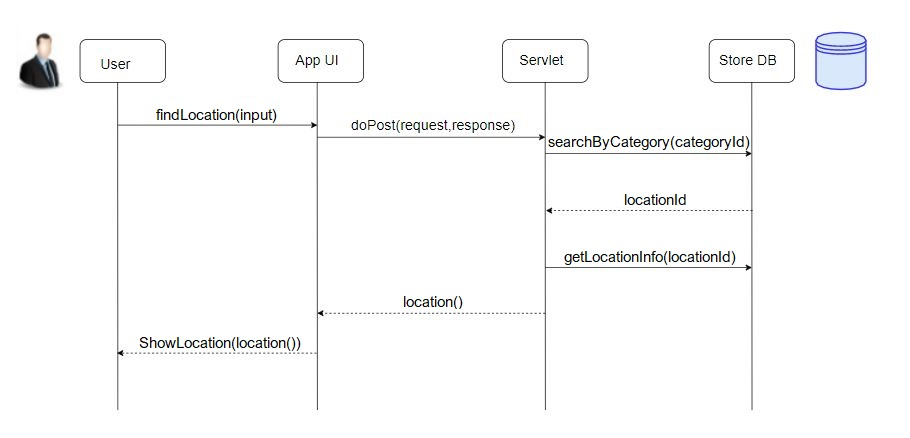 User
App UI
Servlet
Store DB
findLocation(input)
doPost(request,response)
searchByCategory(categoryId)
locationId
getLocationInfo(locationId)
location()
ShowLocation(location())